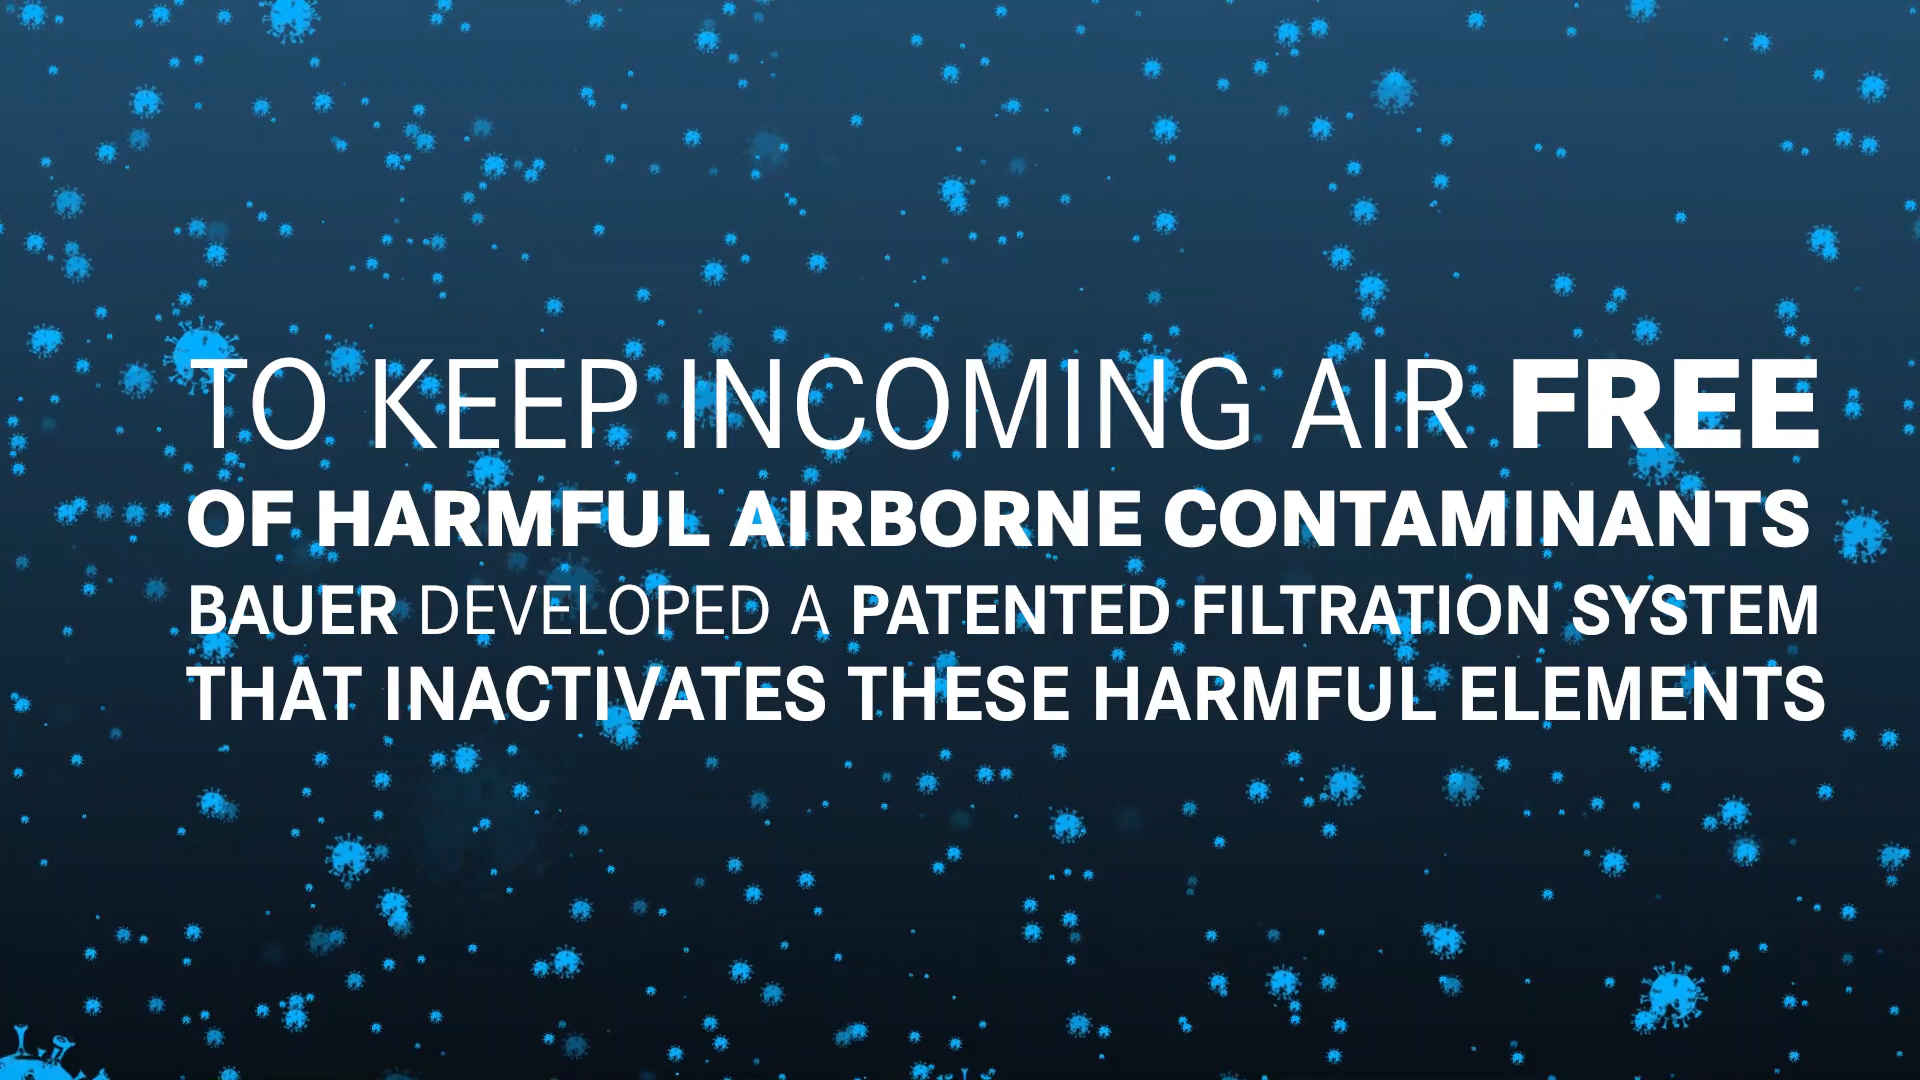 TO KEEP INCOMING AIR FREE
OF HARMFUL AIRBORNE CONTAMINANTS
BAUER DEVELOPED A PATENTED FILTRATION SYSTEM
THAT INACTIVATES THESE HARMFUL ELEMENTS